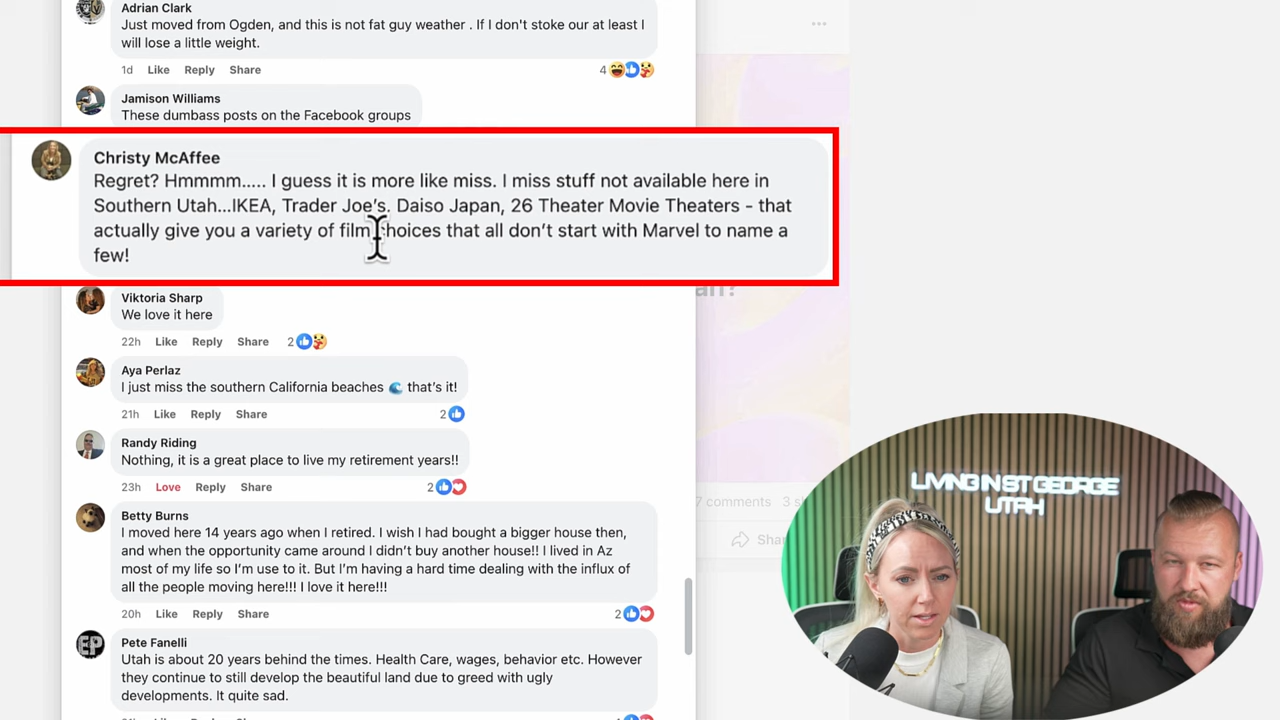 Adrian Clark
Just moved from Ogden, and this is not fat guy weather . If I don't stoke our at least I
will lose a little weight.
1d Like Reply Share 4
Jamison Williams
These dumbass posts on the Facebook groups
Christy McAffee
Regret? Hmmmm..... I guess it is more like miss. I miss stuff not available here in
Southern Utah...IKEA, Trader Joe's. Daiso Japan, 26 Theater Movie Theaters - that
actually give you a variety of film choices that all don't start with Marvel to name a
few!
Viktoria Sharp
We love it here
22h Like Reply Share 2
Aya Perlaz
I just miss the southern California beaches 🌊 that's it!
21h Like Reply Share 2
Randy Riding
Nothing, it is a great place to live my retirement years!!
23h Love Reply Share 2
Betty Burns
I moved here 14 years ago when I retired. I wish I had bought a bigger house then,
and when the opportunity came around I didn't buy another house!! I lived in Az
most of my life so I'm use to it. But I'm having a hard time dealing with the influx of
all the people moving here!!! I love it here!!!
20h Like Reply Share 2
EP
Pete Fanelli
Utah is about 20 years behind the times. Health Care, wages, behavior etc. However
they continue to still develop the beautiful land due to greed with ugly
developments. It quite sad.
7 comments
LIVING IN ST GEORGE
UTAH